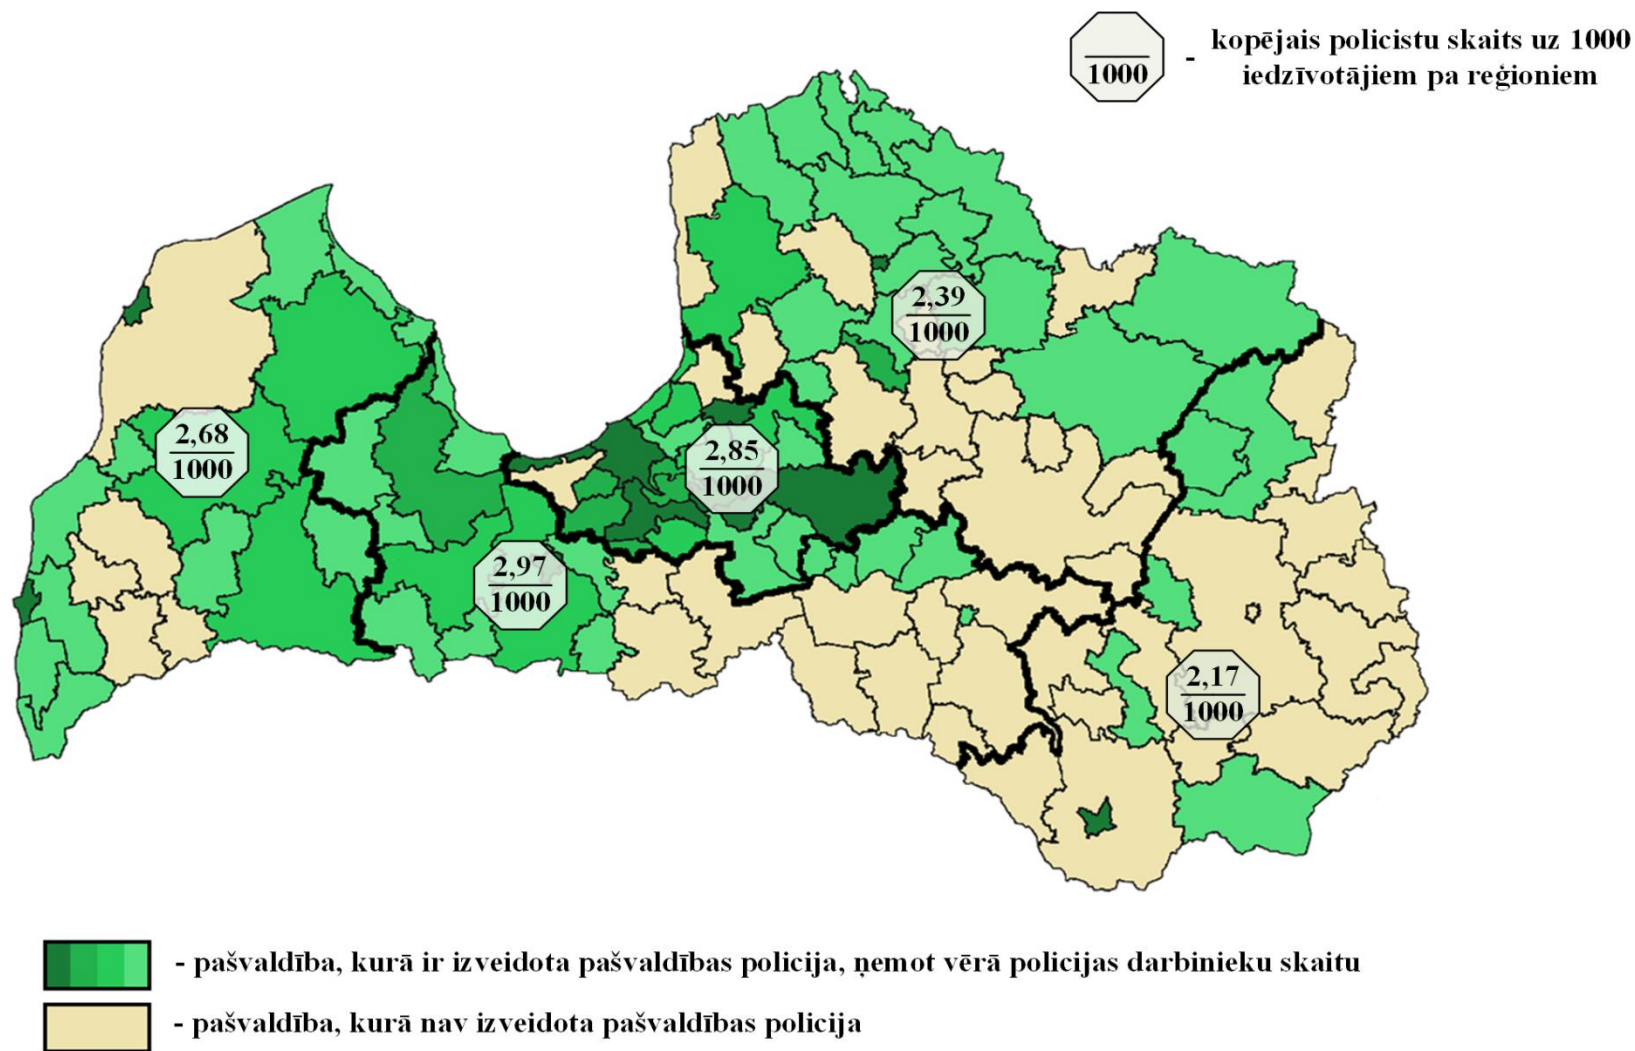 1000
- kopējais policistu skaits uz 1000
iedzīvotājiem pa reģioniem
2,39
1000
2,68
1000
2,85
1000
2,97
1000
2,17
1000
- pašvaldība, kurā ir izveidota pašvaldības policija, ņemot vērā policijas darbinieku skaitu
- pašvaldība, kurā nav izveidota pašvaldības policija